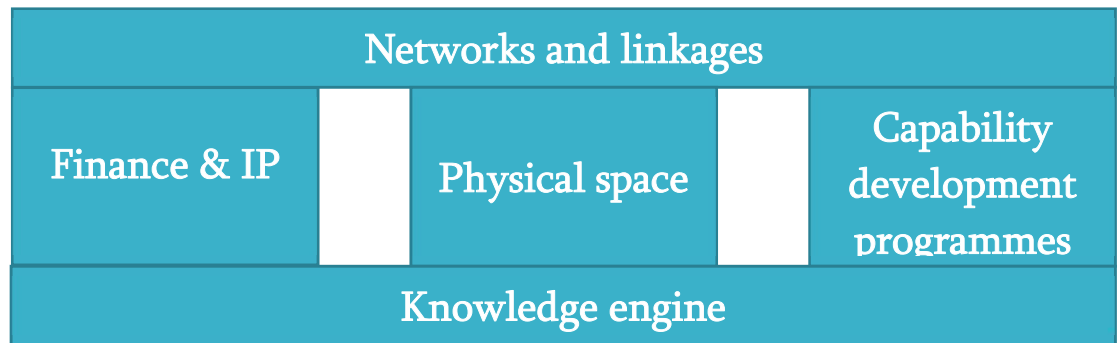 Networks and linkages
Finance & IP
Physical space
Capability
development
programmes
Knowledge engine